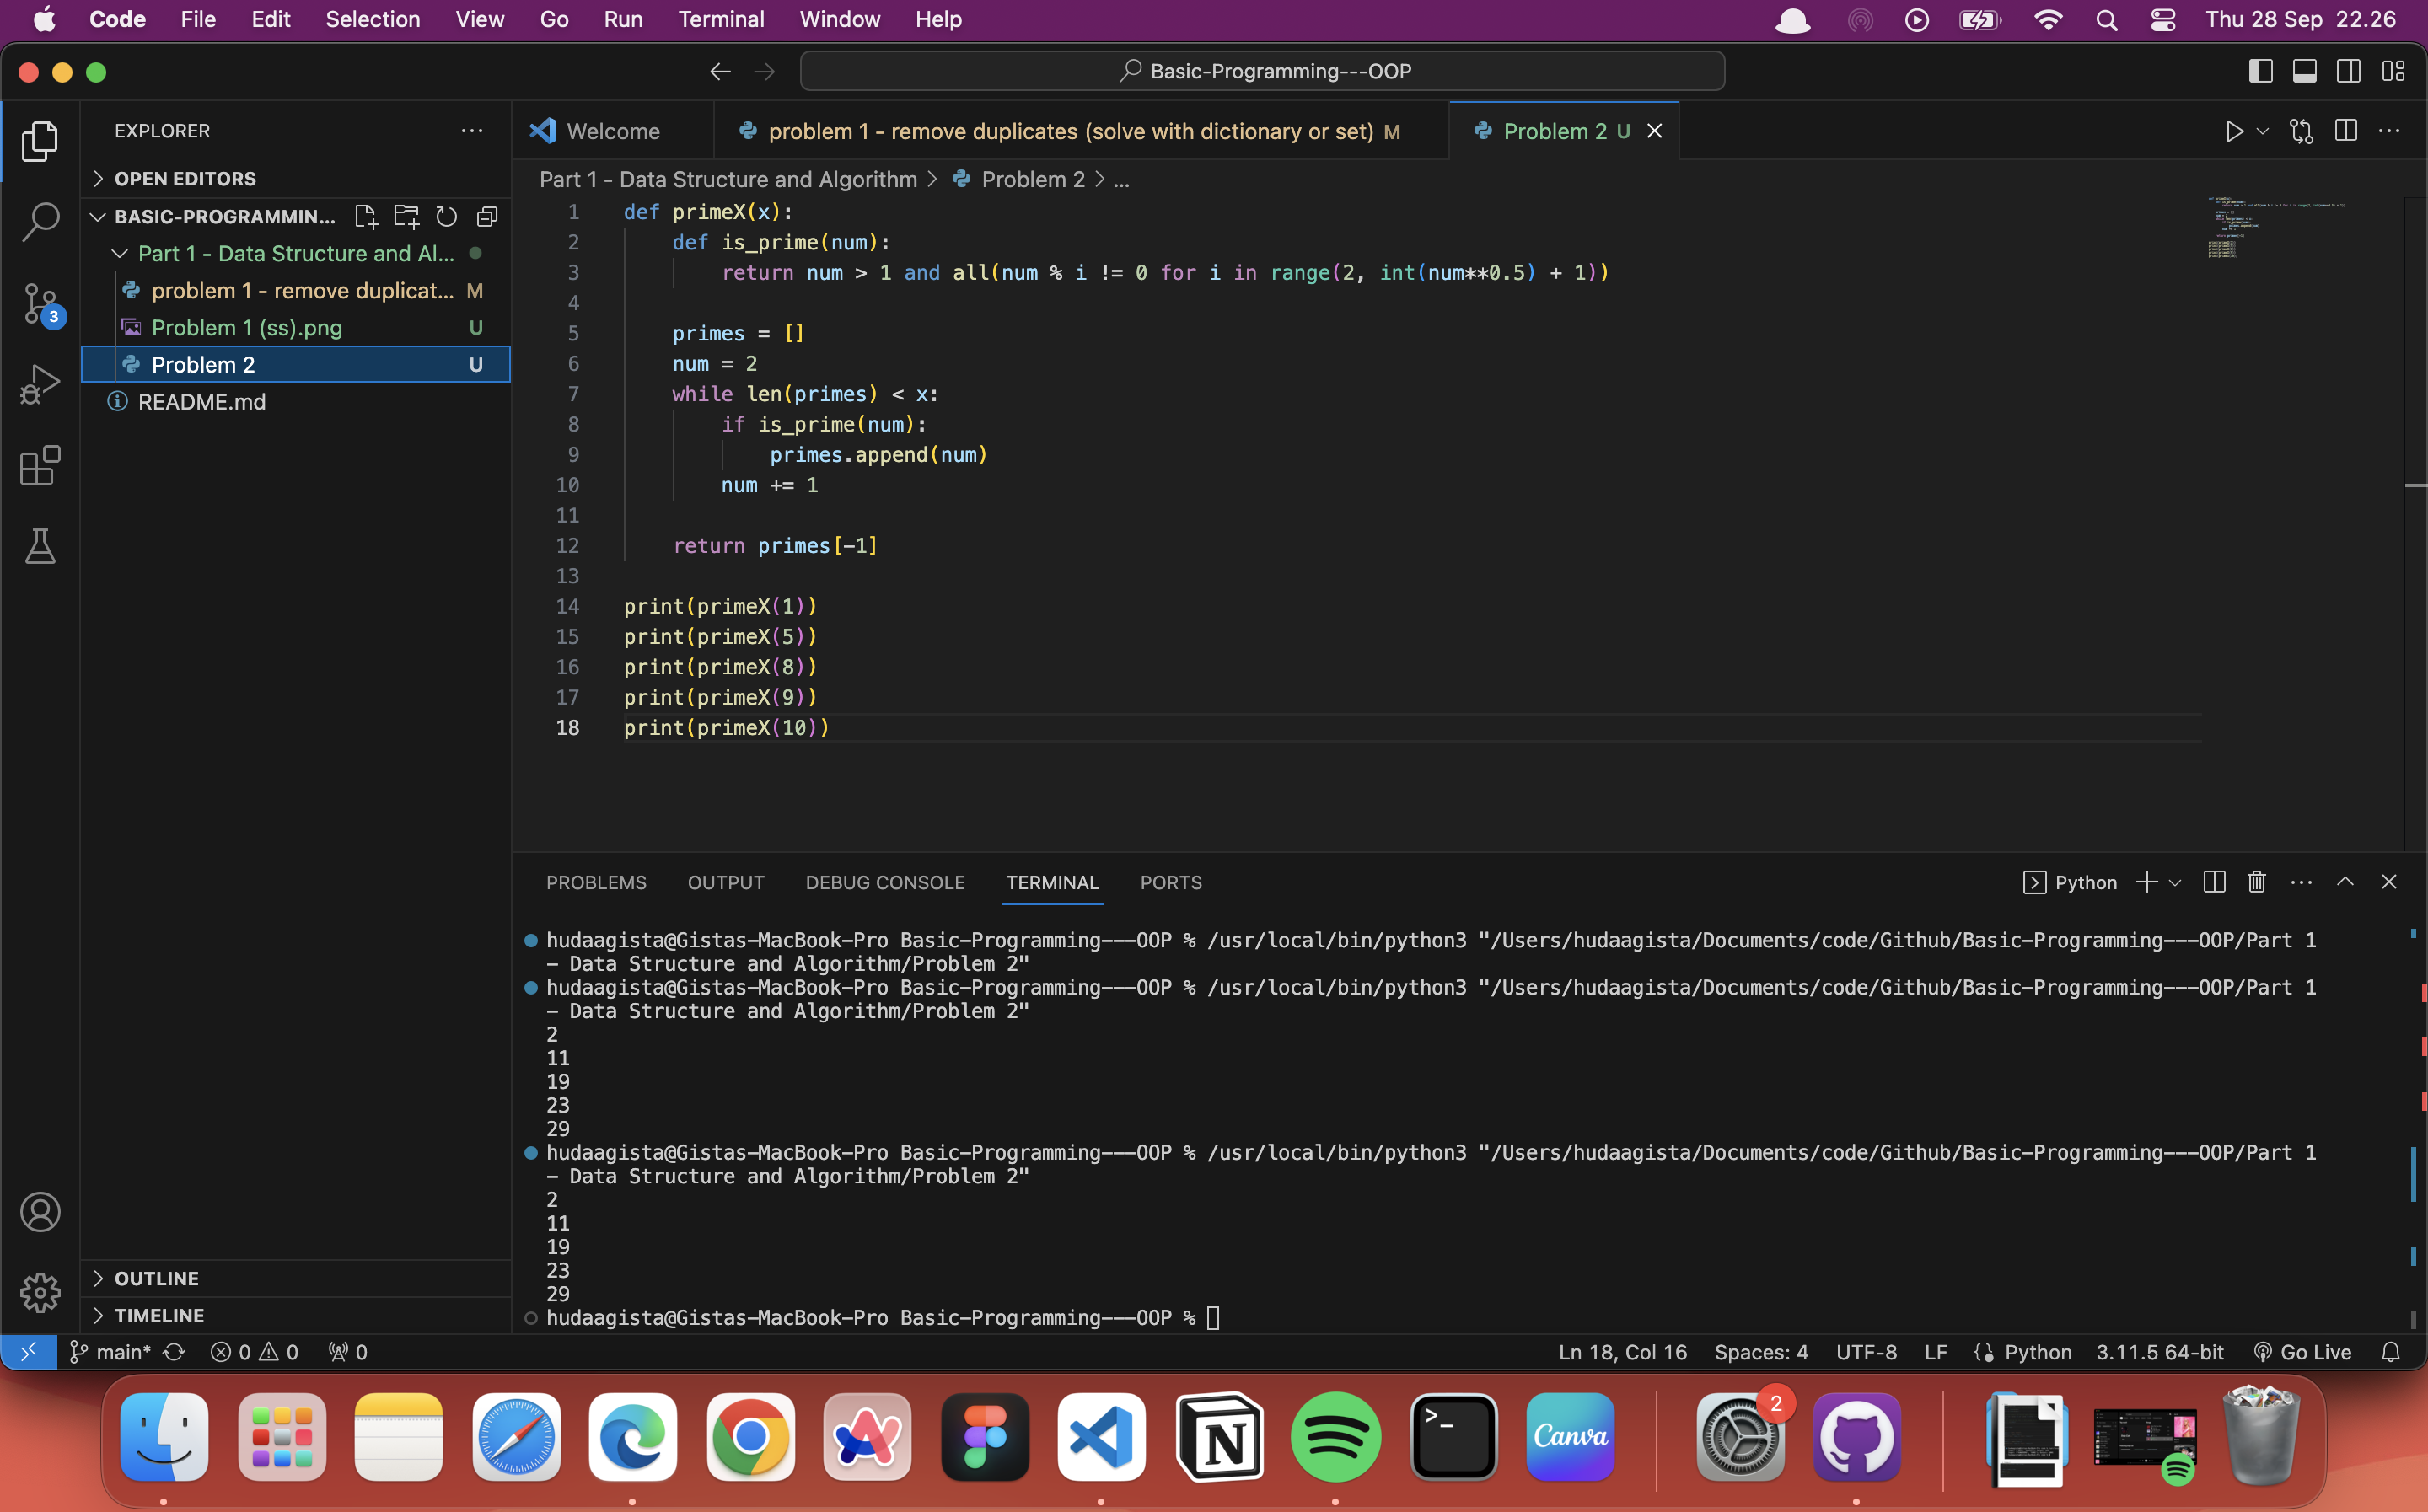 Code File Edit Selection View Go Run Terminal Window Help Thu 28 Sep 22.26
Basic-Programming---OOP
EXPLORER
OPEN EDITORS
BASIC-PROGRAMMIN...
Part 1 - Data Structure and Al...
problem 1 - remove duplicat... M
Problem 1 (ss).png U
Problem 2 U
README.md
OUTLINE
TIMELINE
3
Welcome problem 1 - remove duplicates (solve with dictionary or set) M Problem 2 U
Part 1 - Data Structure and Algorithm > Problem 2 > ...
1 def primeX(x):
2 def is_prime(num):
3 return num > 1 and all(num % i != 0 for i in range(2, int(num**0.5) + 1))
4
5 primes = []
6 num = 2
7 while len(primes) < x:
8 if is_prime(num):
9 primes.append(num)
10 num += 1
11
12 return primes[-1]
13
14 print(primeX(1))
15 print(primeX(5))
16 print(primeX(8))
17 print(primeX(9))
18 print(primeX(10))
PROBLEMS OUTPUT DEBUG CONSOLE TERMINAL PORTS Python
hudaagista@Gistas-MacBook-Pro Basic-Programming---OOP % /usr/local/bin/python3 "/Users/hudaagista/Documents/code/Github/Basic-Programming---OOP/Part 1
- Data Structure and Algorithm/Problem 2"
hudaagista@Gistas-MacBook-Pro Basic-Programming---OOP % /usr/local/bin/python3 "/Users/hudaagista/Documents/code/Github/Basic-Programming---OOP/Part 1
- Data Structure and Algorithm/Problem 2"
2
11
19
23
29
hudaagista@Gistas-MacBook-Pro Basic-Programming---OOP % /usr/local/bin/python3 "/Users/hudaagista/Documents/code/Github/Basic-Programming---OOP/Part 1
- Data Structure and Algorithm/Problem 2"
2
11
19
23
29
hudaagista@Gistas-MacBook-Pro Basic-Programming---OOP %
main* 0 0 0 Ln 18, Col 16 Spaces: 4 UTF-8 LF Python 3.11.5 64-bit Go Live
Canva 2